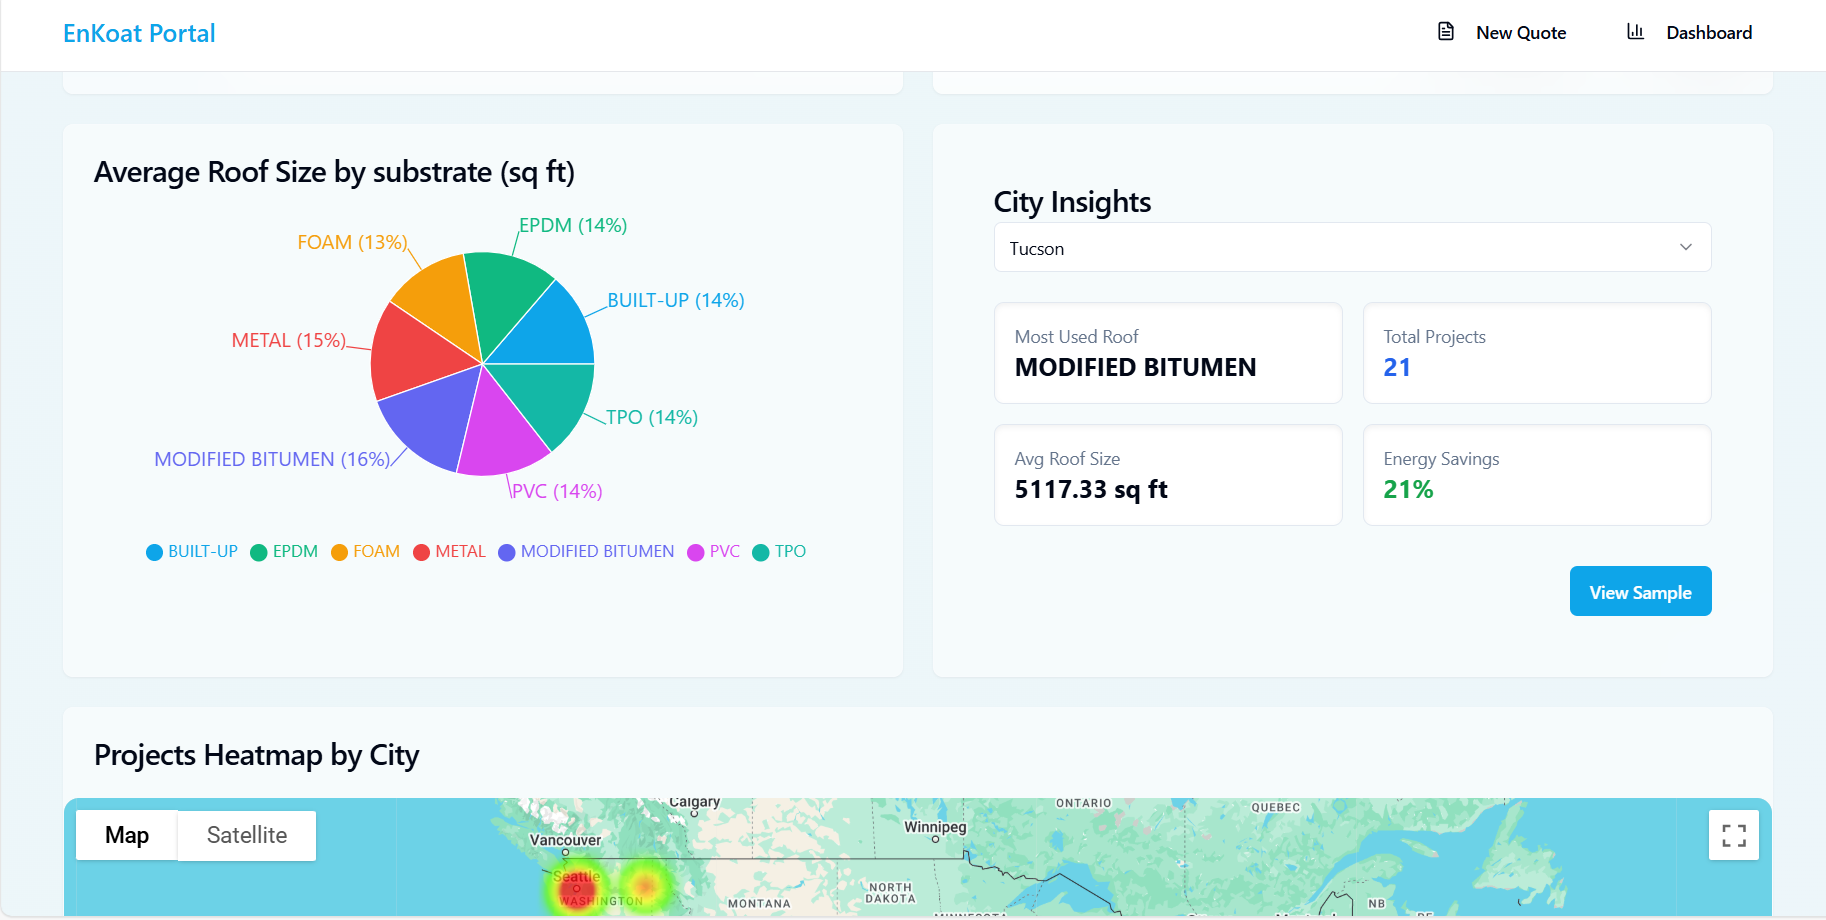 EnKoat Portal
New Quote
Dashboard
Average Roof Size by substrate (sq ft)
EPDM (14%)
FOAM (13%)
BUILT-UP (14%)
METAL (15%)
TPO (14%)
MODIFIED BITUMEN (16%)
PVC (14%)
BUILT-UP EPDM FOAM METAL MODIFIED BITUMEN PVC TPO
City Insights
Tucson
Most Used Roof
MODIFIED BITUMEN
Total Projects
21
Avg Roof Size
5117.33 sq ft
Energy Savings
21%
View Sample
Projects Heatmap by City
Map
Satellite
Calgary
ONTARIO
QUEBEC
Vancouver
Winnipeg
Seattle
WASHINGTON
MONTANA
NORTH
DAKOTA
MINNESOTA
NB